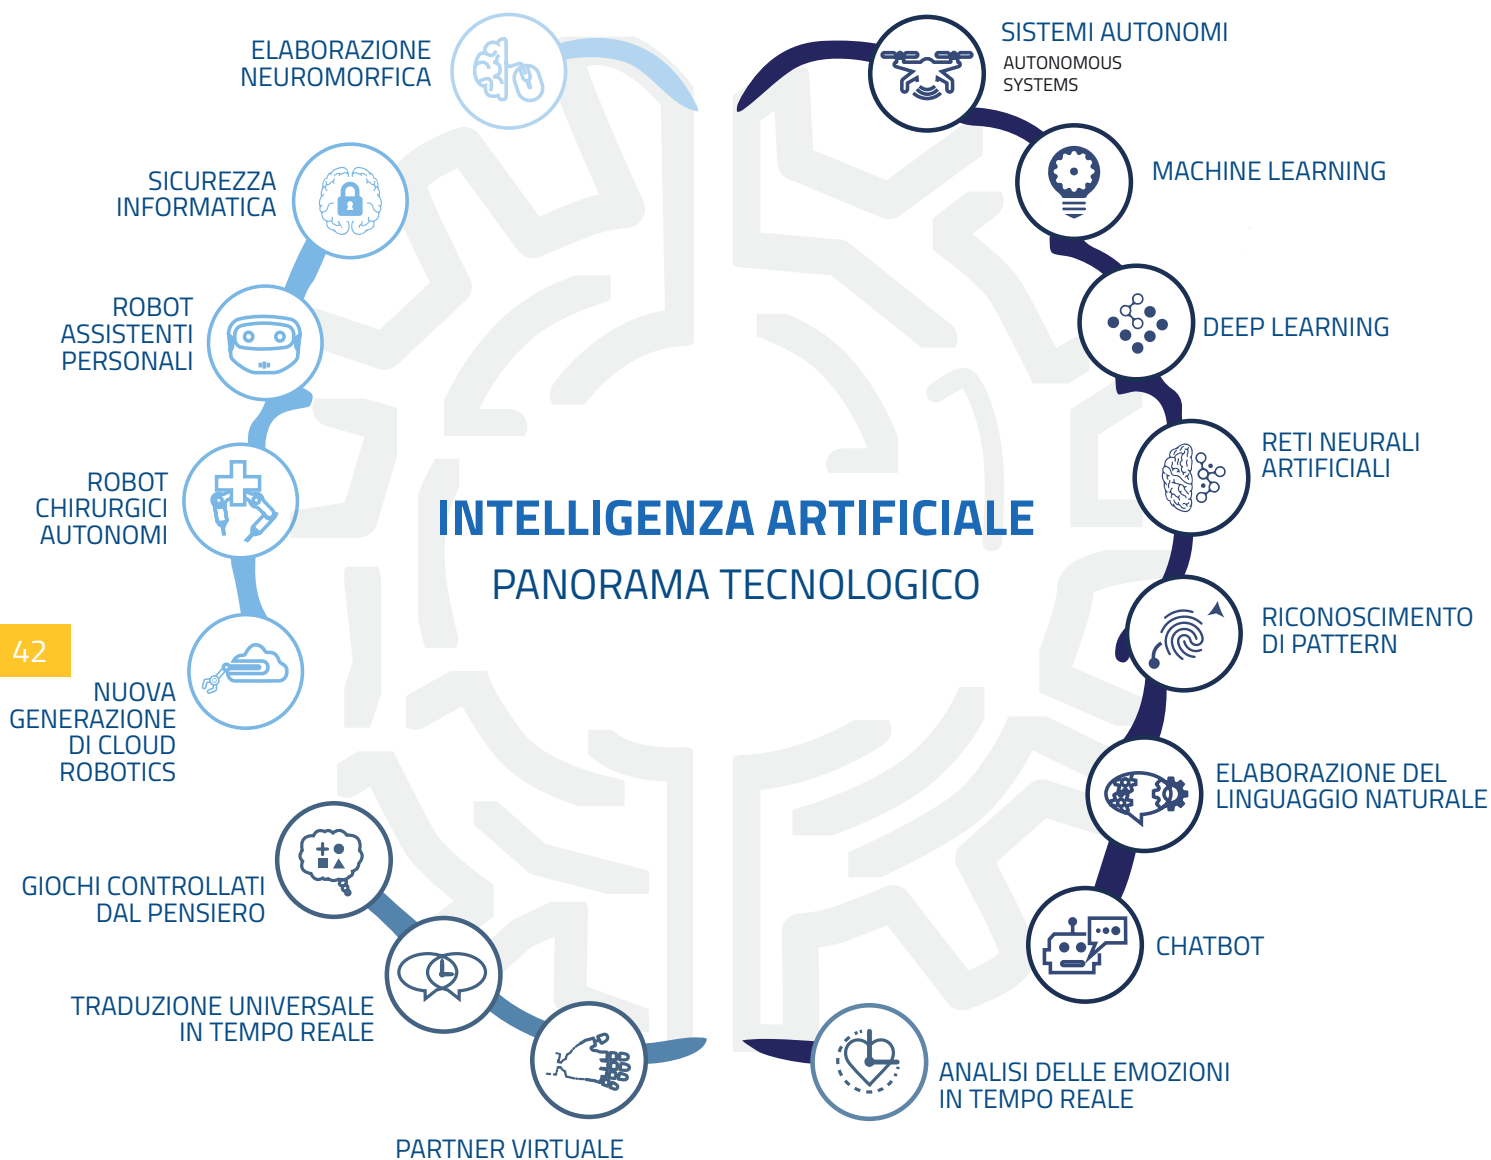 ELABORAZIONE
NEUROMORFICA
SISTEMI AUTONOMI
AUTONOMOUS
SYSTEMS
SICUREZZA
INFORMATICA
MACHINE LEARNING
ROBOT
ASSISTENTI
PERSONALI
DEEP LEARNING
ROBOT
CHIRURGICI
AUTONOMI
RETI NEURALI
ARTIFICIALI
INTELLIGENZA ARTIFICIALE
PANORAMA TECNOLOGICO
42
NUOVA
GENERAZIONE
DI CLOUD
ROBOTICS
RICONOSCIMENTO
DI PATTERN
ELABORAZIONE DEL
LINGUAGGIO NATURALE
GIOCHI CONTROLLATI
DAL PENSIERO
CHATBOT
TRADUZIONE UNIVERSALE
IN TEMPO REALE
ANALISI DELLE EMOZIONI
IN TEMPO REALE
PARTNER VIRTUALE